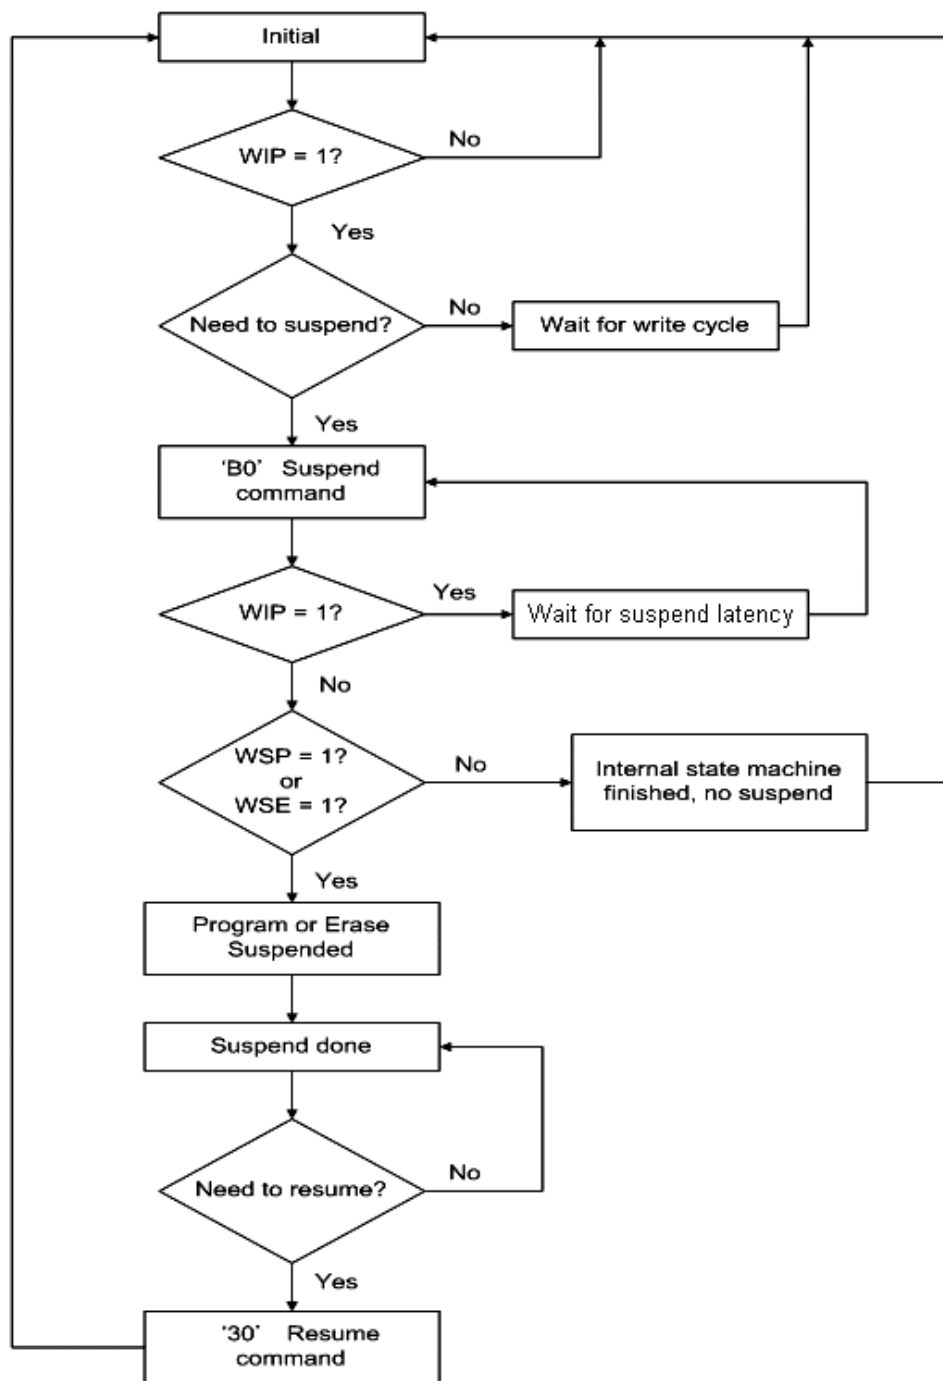 Initial
WIP = 1?
No
Yes
Need to suspend?
No
Wait for write cycle
Yes
'B0' Suspend
command
WIP = 1?
Yes
Wait for suspend latency
No
WSP = 1?
or
WSE = 1?
No
Internal state machine
finished, no suspend
Yes
Program or Erase
Suspended
Suspend done
Need to resume?
No
Yes
'30' Resume
command